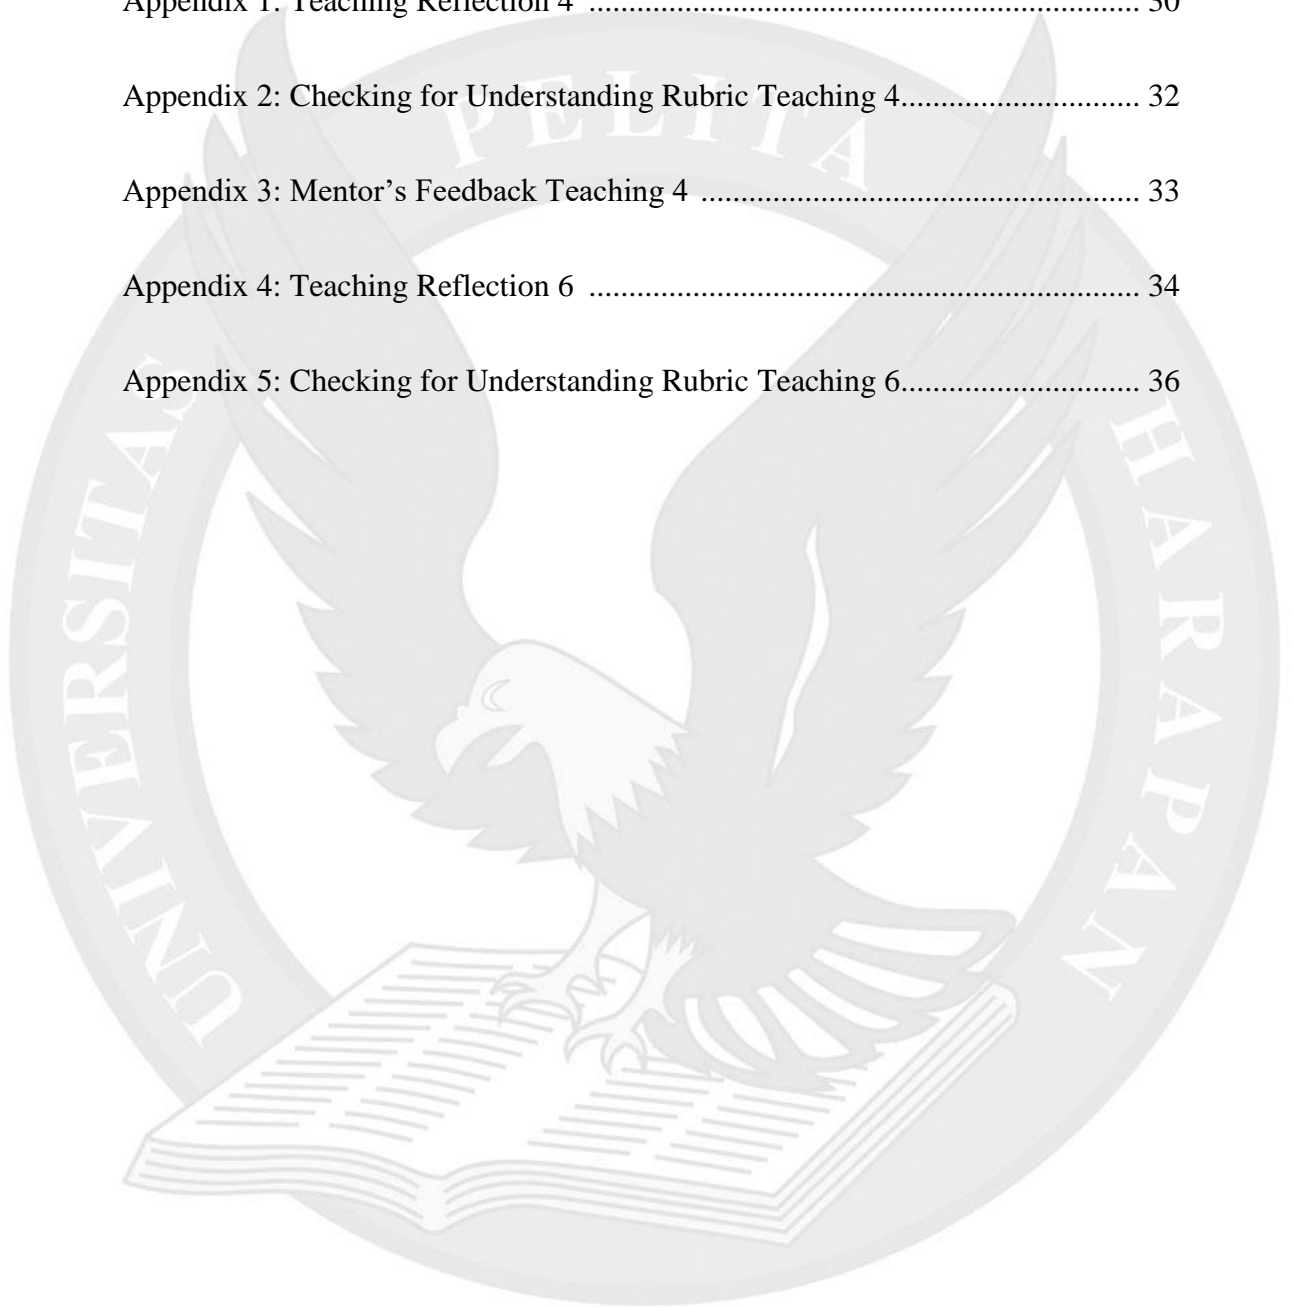 Appendix 1: Teaching Reflection 4 ..................................................................... 30
Appendix 2: Checking for Understanding Rubric Teaching 4.............................. 32
Appendix 3: Mentor's Feedback Teaching 4 ....................................................... 33
Appendix 4: Teaching Reflection 6 ..................................................................... 34
Appendix 5: Checking for Understanding Rubric Teaching 6.............................. 36
UNIVERSITAS PELITA HARAPAN